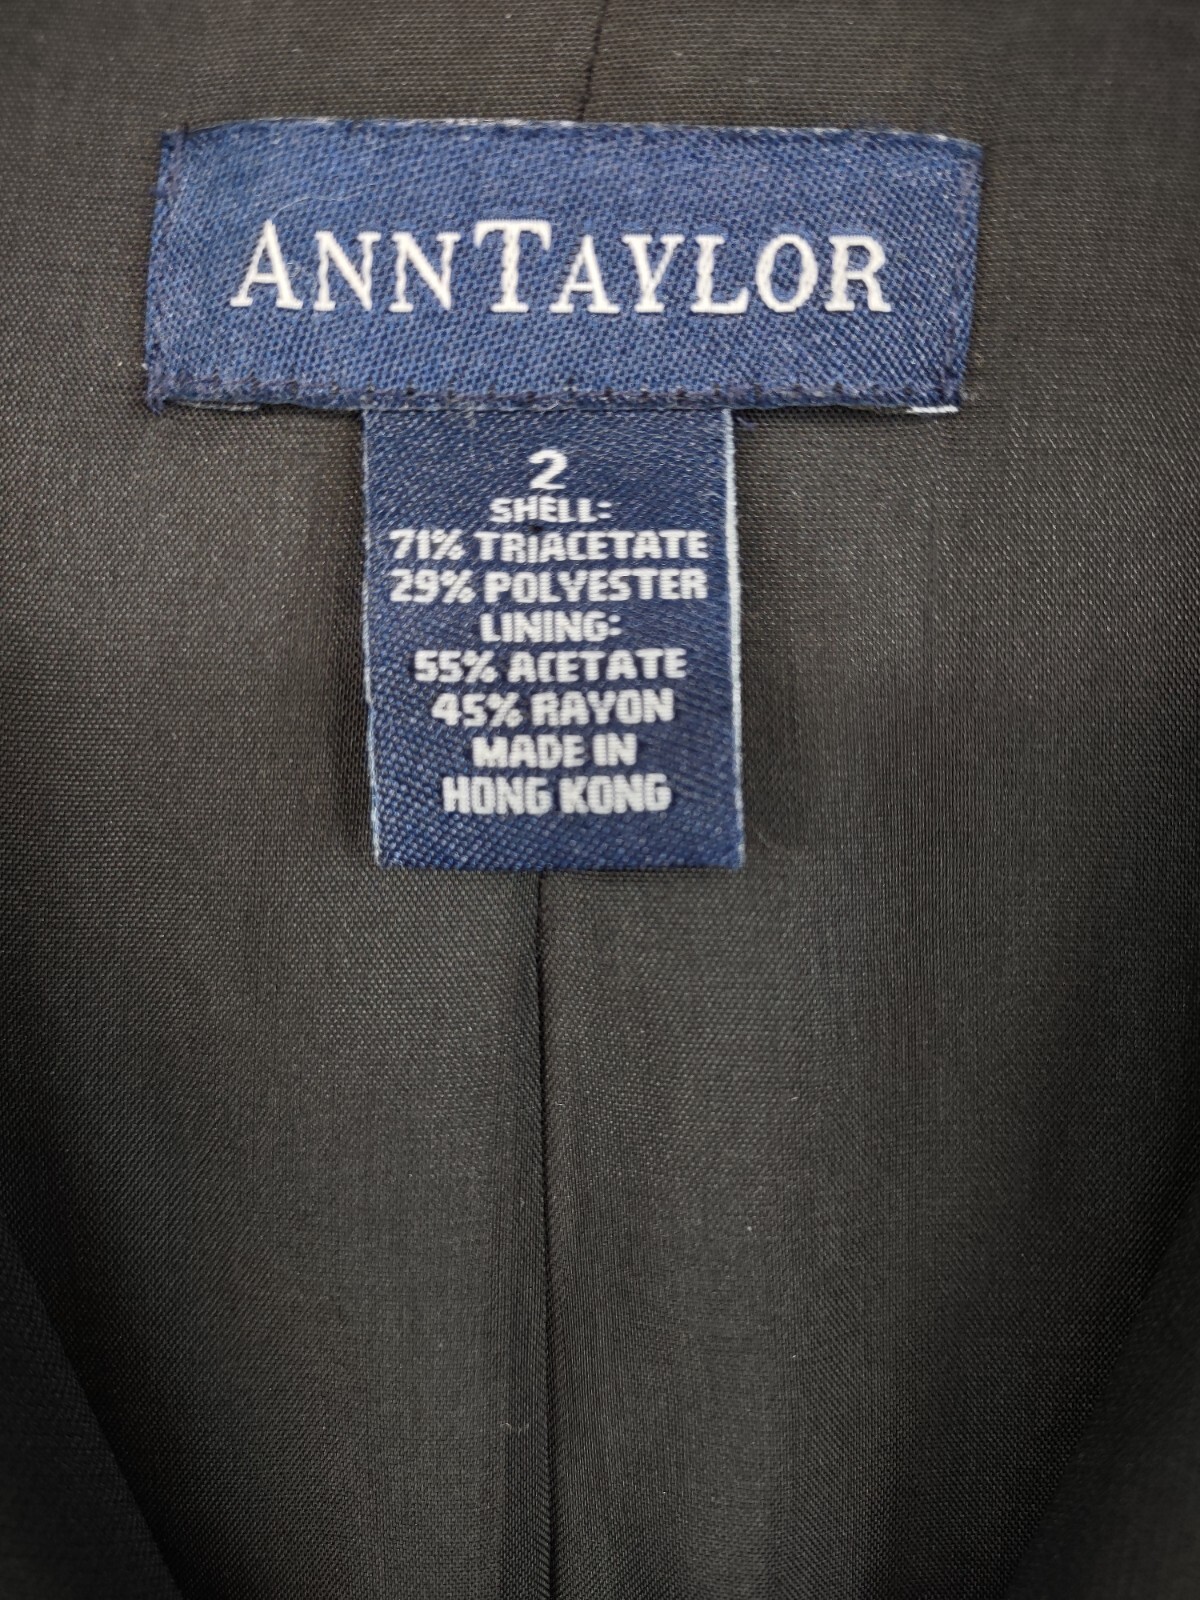 ANNTAYLOR
2
SHELL:
71% TRIACETATE
29% POLYESTER
LINING:
55% ACETATE
45% RAYON
MADE IN
HONG KONG